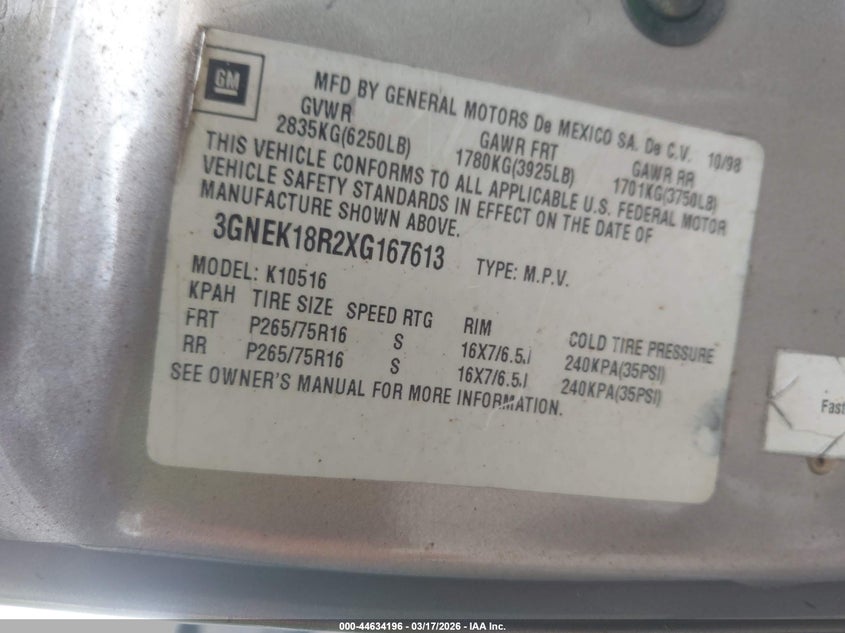 GM
MFD BY GENERAL MOTORS De MEXICO SA. De C.V. 10/98
GVWR GAWR FRT GAWR RR
2835KG(6250LB) 1780KG(3925LB) 1701KG(3750LB)
THIS VEHICLE CONFORMS TO ALL APPLICABLE U.S. FEDERAL MOTOR
VEHICLE SAFETY STANDARDS IN EFFECT ON THE DATE OF
MANUFACTURE SHOWN ABOVE.
3GNEK18R2XG167613 TYPE: M.P.V.
MODEL: K10516
KPAH TIRE SIZE SPEED RTG RIM COLD TIRE PRESSURE
FRT P265/75R16 S 16X7/6.5J 240KPA(35PSI)
RR P265/75R16 S 16X7/6.5J 240KPA(35PSI)
SEE OWNER'S MANUAL FOR MORE INFORMATION.
Fast
000-44634196 - 03/17/2026 - IAA Inc.